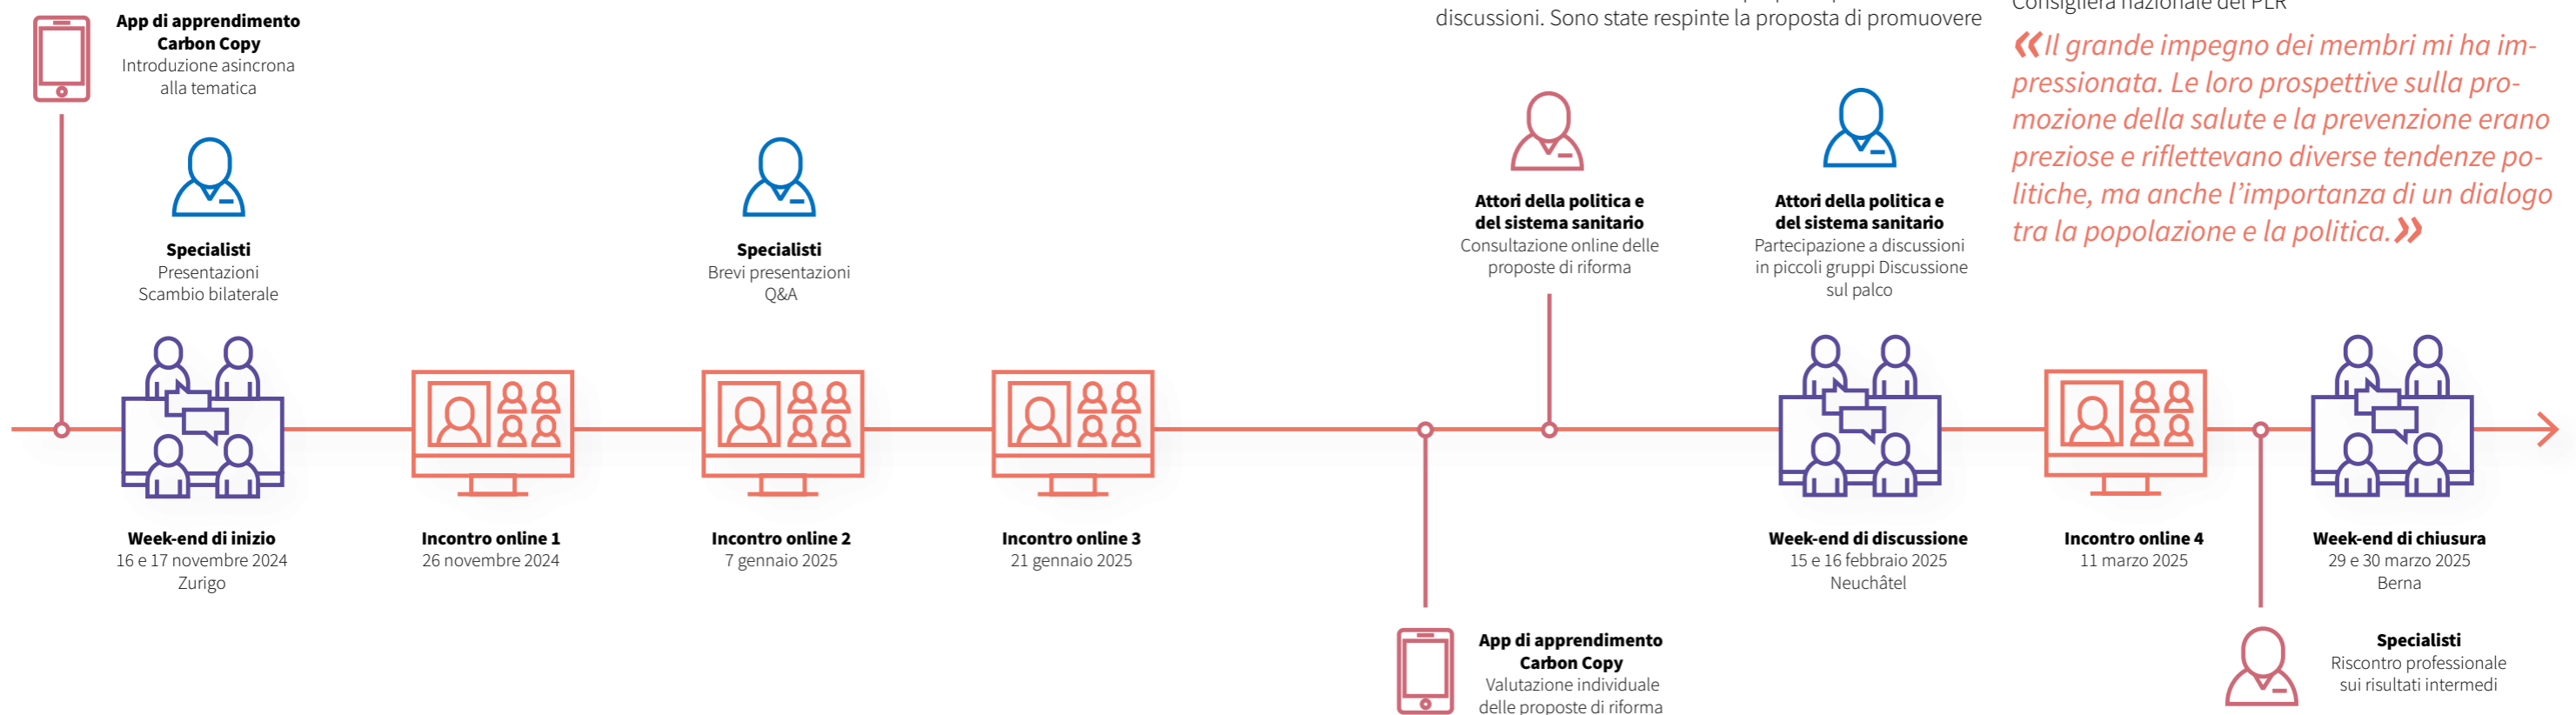 App di apprendimento
Carbon Copy
Introduzione asincrona
alla tematica
Specialisti
Presentazioni
Scambio bilaterale
Specialisti
Brevi presentazioni
Q&A
discussioni. Sono state respinte la proposta di promuovere
Attori della politica e
del sistema sanitario
Consultazione online delle
proposte di riforma
Attori della politica e
del sistema sanitario
Partecipazione a discussioni
in piccoli gruppi Discussione
sul palco
Consigliera nazionale del PLR
«Il grande impegno dei membri mi ha im-
pressionata. Le loro prospettive sulla pro-
mozione della salute e la prevenzione erano
preziose e riflettevano diverse tendenze po-
litiche, ma anche l’importanza di un dialogo
tra la popolazione e la politica.»
Week-end di inizio
16 e 17 novembre 2024
Zurigo
Incontro online 1
26 novembre 2024
Incontro online 2
7 gennaio 2025
Incontro online 3
21 gennaio 2025
Week-end di discussione
15 e 16 febbraio 2025
Neuchâtel
Incontro online 4
11 marzo 2025
Week-end di chiusura
29 e 30 marzo 2025
Berna
App di apprendimento
Carbon Copy
Valutazione individuale
delle proposte di riforma
Specialisti
Riscontro professionale
sui risultati intermedi